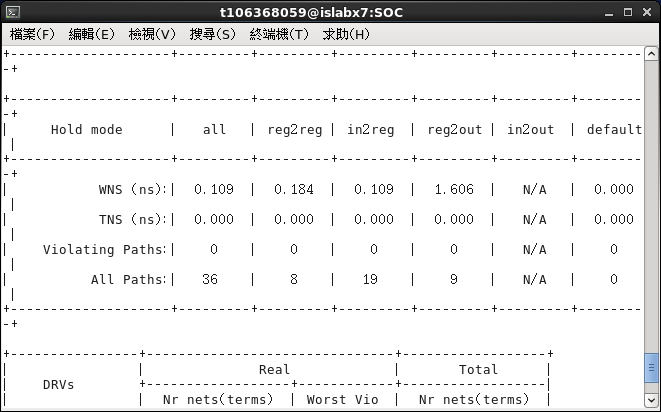 t106368059@islabx7:SOC
檔案(F) 編輯(E) 檢視(V) 搜尋(S) 終端機(T) 求助(H)
+--------------------+---------+---------+---------+---------+---------+--------
-+

+--------------------+---------+---------+---------+---------+---------+--------
-+
|     Hold mode      |   all   | reg2reg | in2reg  | reg2out | in2out  | default
 |
+--------------------+---------+---------+---------+---------+---------+--------
-+
|           WNS (ns):|  0.109  |  0.184  |  0.109  |  1.606  |   N/A   |  0.000
 |
|           TNS (ns):|  0.000  |  0.000  |  0.000  |  0.000  |   N/A   |  0.000
 |
|    Violating Paths:|    0    |    0    |    0    |    0    |   N/A   |    0
 |
|          All Paths:|   36    |    8    |   19    |    9    |   N/A   |    0
 |
+--------------------+---------+---------+---------+---------+---------+--------
-+

+----------------+-------------------------------+------------------+
|                |              Real             |       Total      |
|    DRVs        +------------------+------------+------------------|
|                |  Nr nets(terms)  | Worst Vio  |  Nr nets(terms)  |